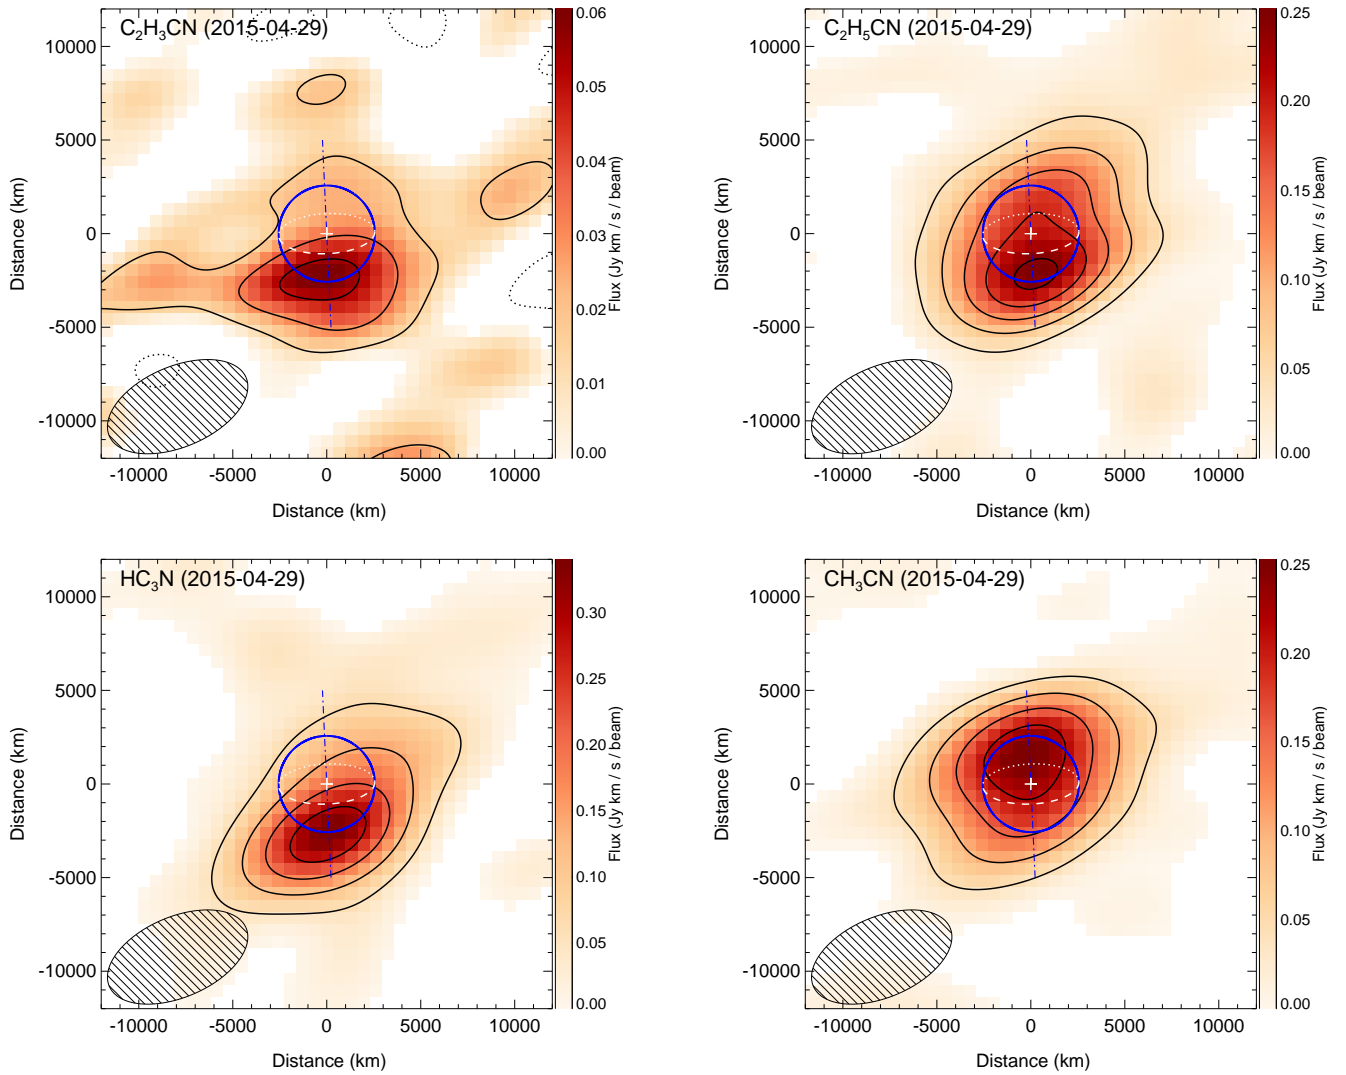 C₂H₃CN (2015-04-29)
10000
5000
0
-5000
-10000
Distance (km)
-10000 -5000 0 5000 10000
Distance (km)
0.06
0.05
0.04
0.03
0.02
0.01
0.00
Flux (Jy km / s / beam)
C₂H₅CN (2015-04-29)
10000
5000
0
-5000
-10000
Distance (km)
-10000 -5000 0 5000 10000
Distance (km)
0.25
0.20
0.15
0.10
0.05
0.00
Flux (Jy km / s / beam)
HC₃N (2015-04-29)
10000
5000
0
-5000
-10000
Distance (km)
-10000 -5000 0 5000 10000
Distance (km)
0.30
0.25
0.20
0.15
0.10
0.05
0.00
Flux (Jy km / s / beam)
CH₃CN (2015-04-29)
10000
5000
0
-5000
-10000
Distance (km)
-10000 -5000 0 5000 10000
Distance (km)
0.25
0.20
0.15
0.10
0.05
0.00
Flux (Jy km / s / beam)